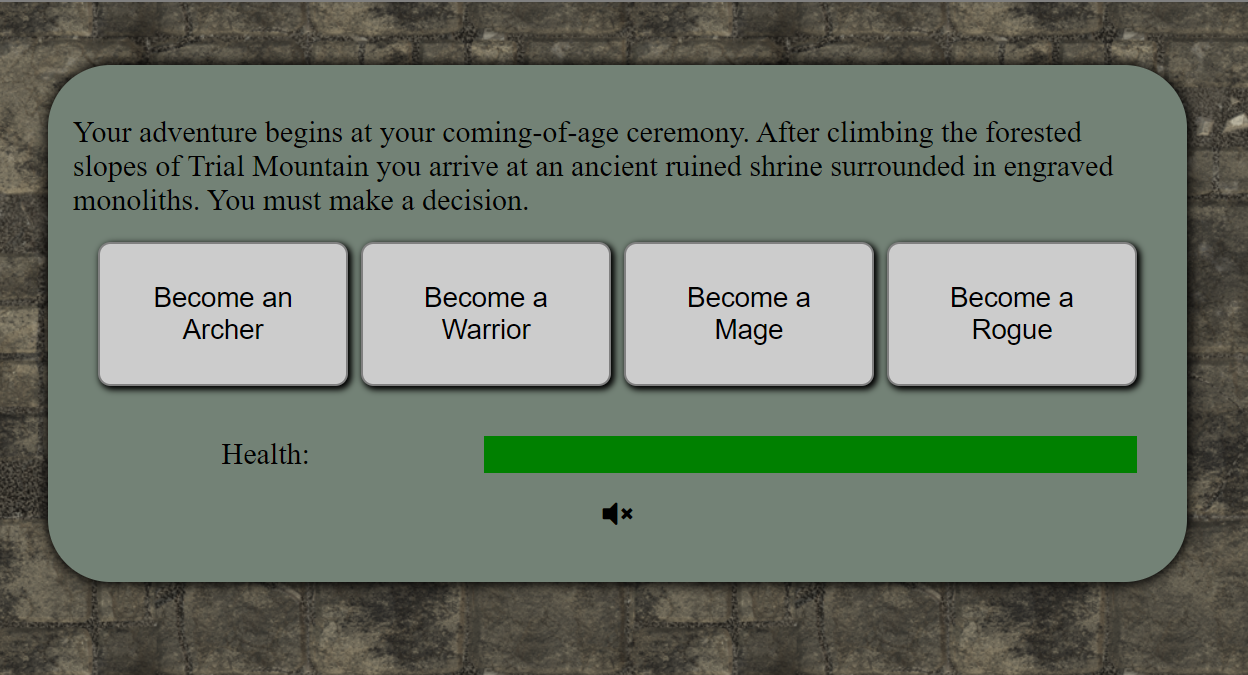 Your adventure begins at your coming-of-age ceremony. After climbing the forested
slopes of Trial Mountain you arrive at an ancient ruined shrine surrounded in engraved
monoliths. You must make a decision.
Become an
Archer
Become a
Warrior
Become a
Mage
Become a
Rogue
Health: